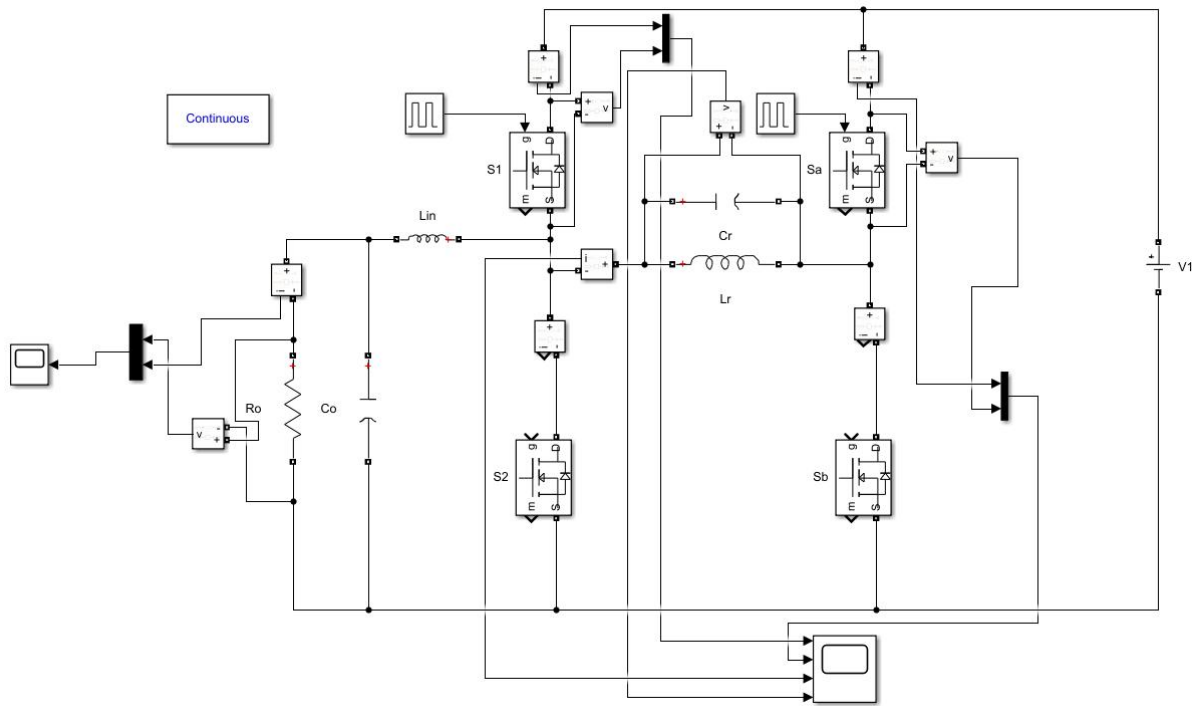 Continuous
g
D
S1
m
S
+
-
v
+
-
v
+
-
g
D
Sa
m
S
+
-
+
-
v
Lin
Cr
i
+
-
Lr
V1
+
+
-
+
+
Ro
Co
v
-
+
g
D
S2
m
S
g
D
Sb
m
S